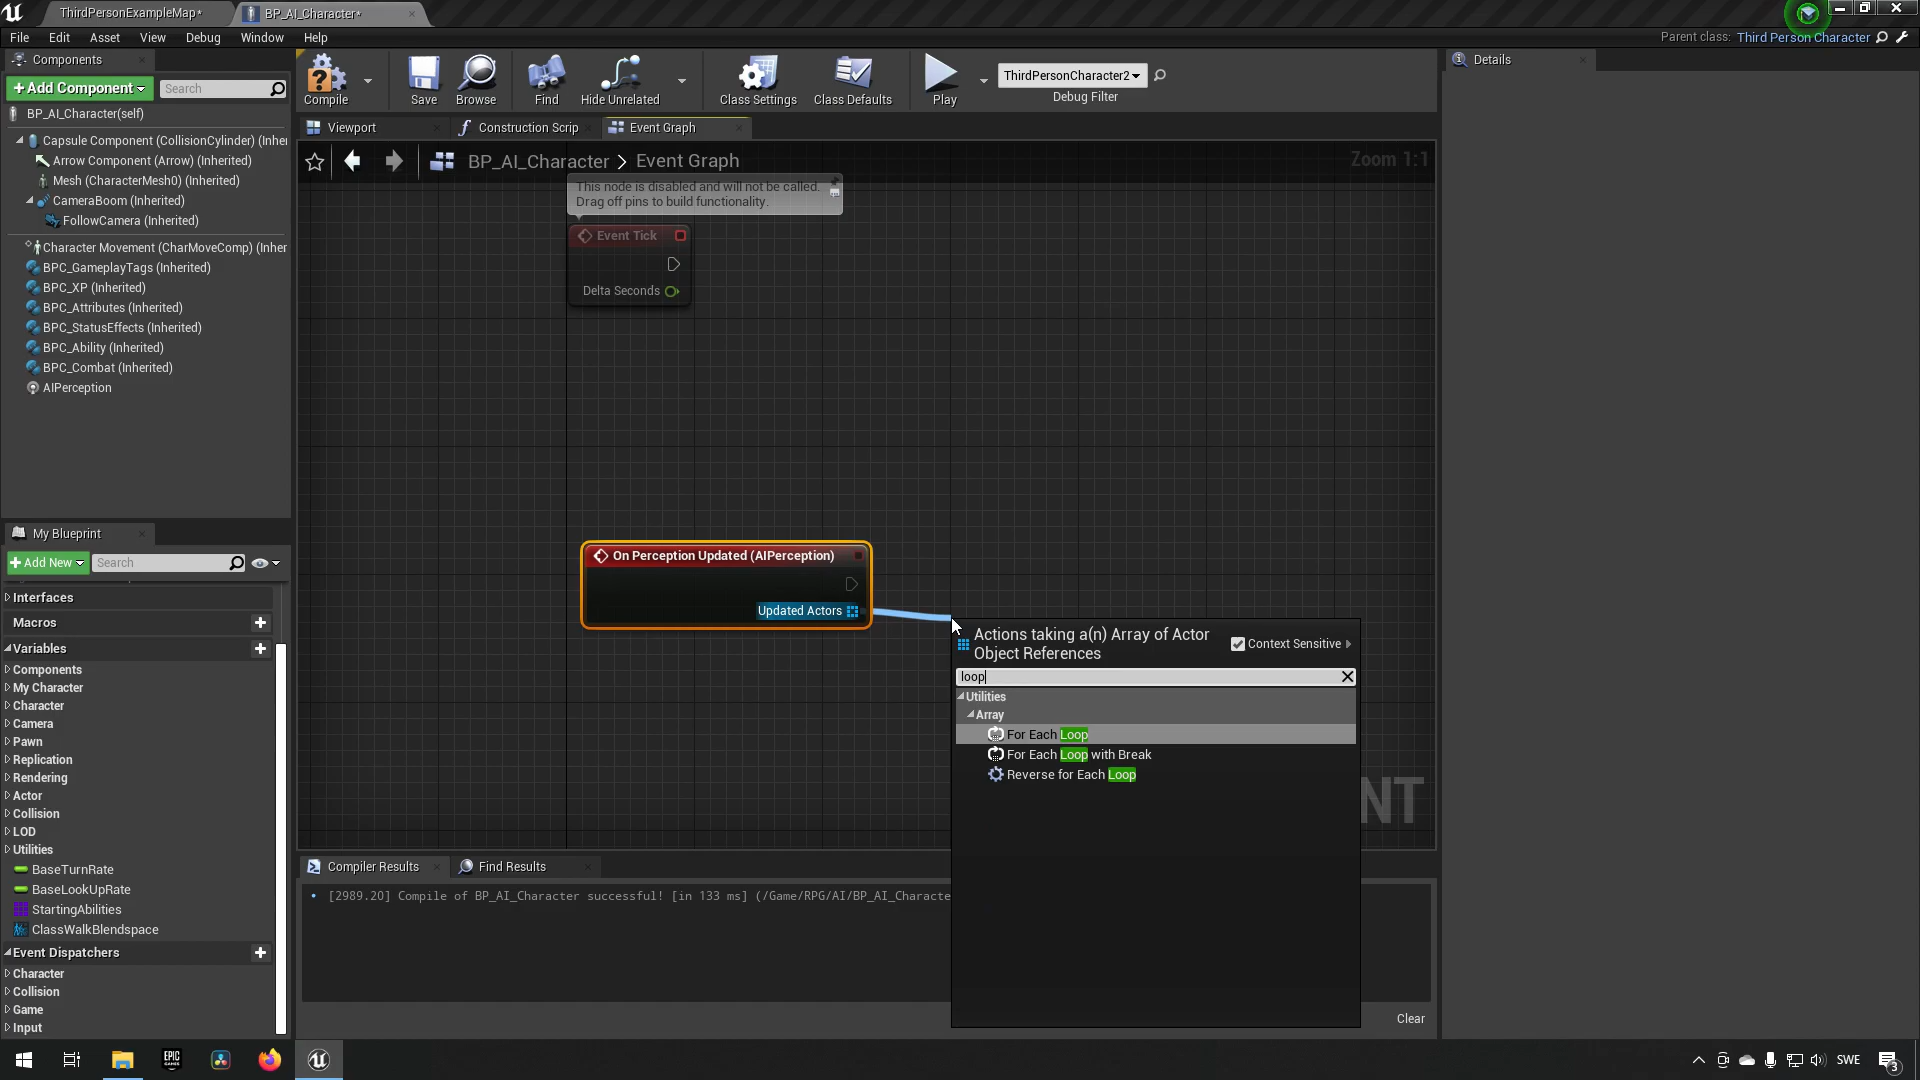 ThirdPersonExampleMap*
BP_AI_Character*
File Edit Asset View Debug Window Help
Parent class: Third Person Character
Components
+Add Component
Search
BP_AI_Character(self)
Capsule Component (CollisionCylinder) (Inher
Arrow Component (Arrow) (Inherited)
Mesh (CharacterMesh0) (Inherited)
CameraBoom (Inherited)
FollowCamera (Inherited)
Character Movement (CharMoveComp) (Inher
BPC_GameplayTags (Inherited)
BPC_XP (Inherited)
BPC_Attributes (Inherited)
BPC_StatusEffects (Inherited)
BPC_Ability (Inherited)
BPC_Combat (Inherited)
AIPerception
Compile
Save
Browse
Find
Hide Unrelated
Class Settings
Class Defaults
Play
ThirdPersonCharacter2
Debug Filter
Details
Viewport
Construction Scrip
Event Graph
BP_AI_Character > Event Graph
Zoom 1:1
This node is disabled and will not be called.
Drag off pins to build functionality.
Event Tick
Delta Seconds
On Perception Updated (AIPerception)
Updated Actors
Actions taking a(n) Array of Actor
Object References
Context Sensitive
loop
Utilities
Array
For Each Loop
For Each Loop with Break
Reverse for Each Loop
NT
My Blueprint
+Add New
Search
Interfaces
Macros
Variables
Components
My Character
Character
Camera
Pawn
Replication
Rendering
Actor
Collision
LOD
Utilities
BaseTurnRate
BaseLookUpRate
StartingAbilities
ClassWalkBlendspace
Event Dispatchers
Character
Collision
Game
Input
Compiler Results
Find Results
[2989.20] Compile of BP_AI_Character successful! [in 133 ms] (/Game/RPG/AI/BP_AI_Characte
Clear
EPIC
GAMES
SWE
3